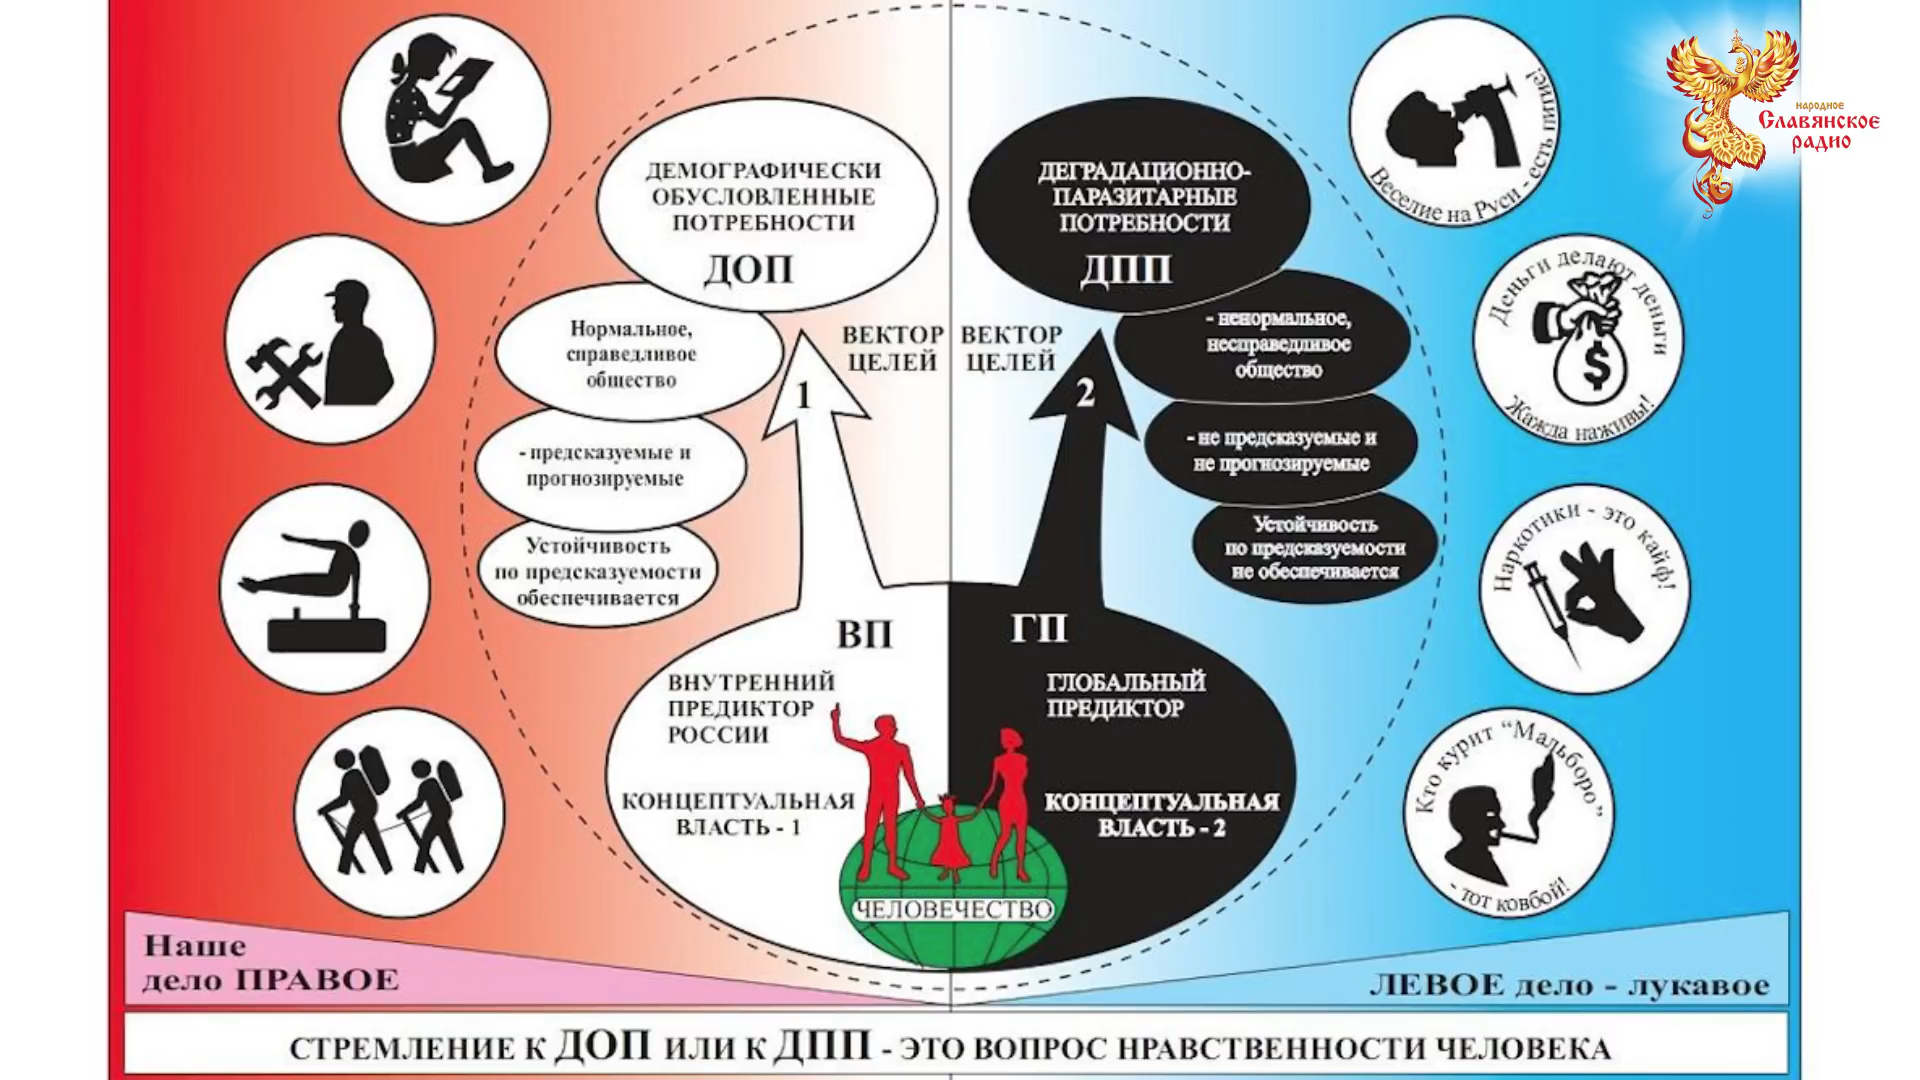 народное
Славянское
радио
ДЕМОГРАФИЧЕСКИ
ОБУСЛОВЛЕННЫЕ
ПОТРЕБНОСТИ
ДОП
Нормальное,
справедливое
общество
- предсказуемые и
прогнозируемые
Устойчивость
по предсказуемости
обеспечивается
ВЕКТОР
ЦЕЛЕЙ
1
ВП
ВНУТРЕННИЙ
ПРЕДИКТОР
РОССИИ
КОНЦЕПТУАЛЬНАЯ
ВЛАСТЬ - 1
ДЕГРАДАЦИОННО-
ПАРАЗИТАРНЫЕ
ПОТРЕБНОСТИ
ДПП
- ненормальное,
несправедливое
общество
- не предсказуемые и
не прогнозируемые
Устойчивость
по предсказуемости
не обеспечивается
ВЕКТОР
ЦЕЛЕЙ
2
ГП
ГЛОБАЛЬНЫЙ
ПРЕДИКТОР
КОНЦЕПТУАЛЬНАЯ
ВЛАСТЬ - 2
ЧЕЛОВЕЧЕСТВО
Веселие на Руси - есть питие!
Деньги делают деньги
$
Жажда наживы!
Наркотики - это кайф!
Кто курит “Мальборо”
- тот ковбой!
Наше
дело ПРАВОЕ
ЛЕВОЕ дело - лукавое
СТРЕМЛЕНИЕ К ДОП ИЛИ К ДПП - ЭТО ВОПРОС НРАВСТВЕННОСТИ ЧЕЛОВЕКА